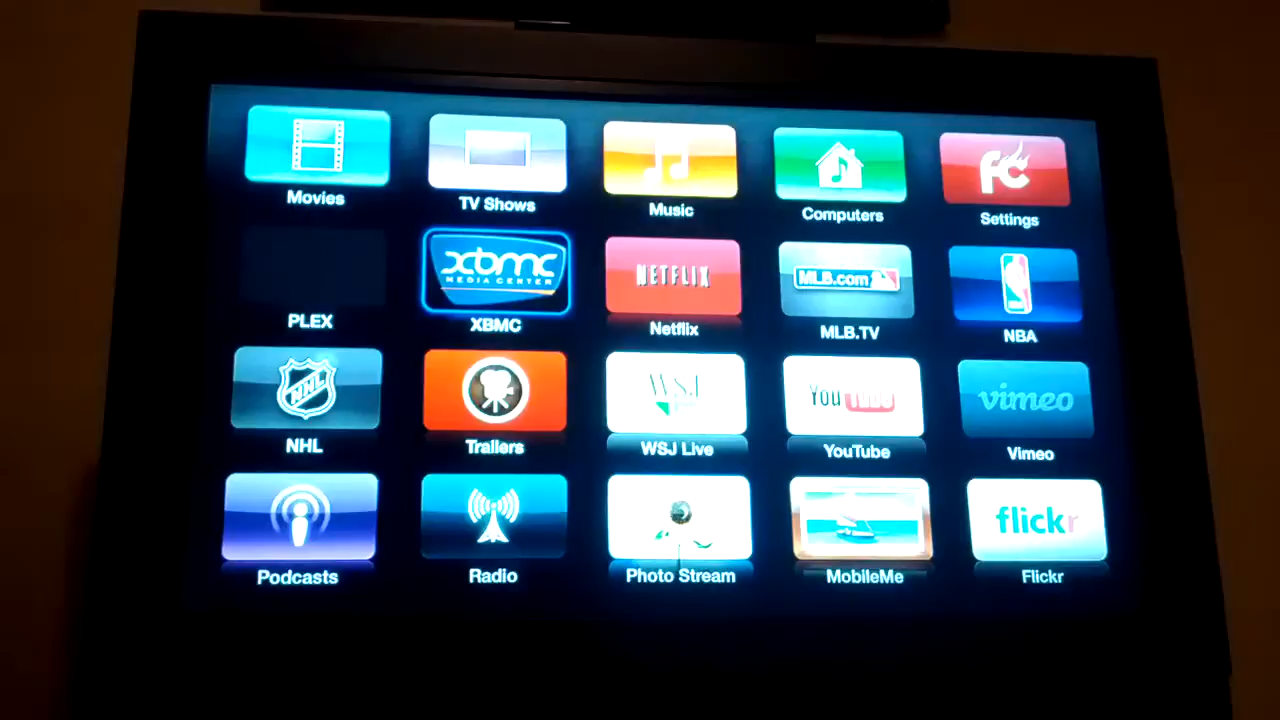 Movies
TV Shows
Music
Computers
fc
Settings
PLEX
xbmc
MEDIA CENTER
XBMC
NETFLIX
Netflix
MLB.com
MLB.TV
NBA
NHL
NHL
Trailers
WSJ
WSJ Live
YouTube
YouTube
vimeo
Vimeo
Podcasts
Radio
Photo Stream
MobileMe
flickr
Flickr